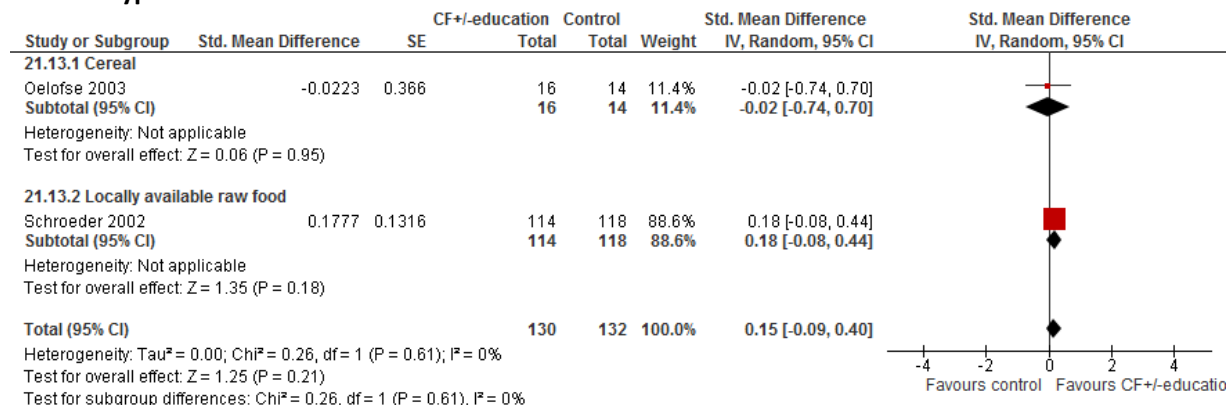 CF+/-education Control Std. Mean Difference Std. Mean Difference
Study or Subgroup Std. Mean Difference SE Total Total Weight IV, Random, 95% CI IV, Random, 95% CI
21.13.1 Cereal
Oelofse 2003 -0.0223 0.366 16 14 11.4% -0.02 [-0.74, 0.70]
Subtotal (95% CI) 16 14 11.4% -0.02 [-0.74, 0.70]
Heterogeneity: Not applicable
Test for overall effect: Z = 0.06 (P = 0.95)
21.13.2 Locally available raw food
Schroeder 2002 0.1777 0.1316 114 118 88.6% 0.18 [-0.08, 0.44]
Subtotal (95% CI) 114 118 88.6% 0.18 [-0.08, 0.44]
Heterogeneity: Not applicable
Test for overall effect: Z = 1.35 (P = 0.18)
Total (95% CI) 130 132 100.0% 0.15 [-0.09, 0.40]
Heterogeneity: Tau² = 0.00; Chi² = 0.26, df = 1 (P = 0.61); I² = 0%
Test for overall effect: Z = 1.25 (P = 0.21)
Test for subgroup differences: Chi² = 0.26, df = 1 (P = 0.61), I² = 0%
-4 -2 0 2 4
Favours control Favours CF+/-educatio